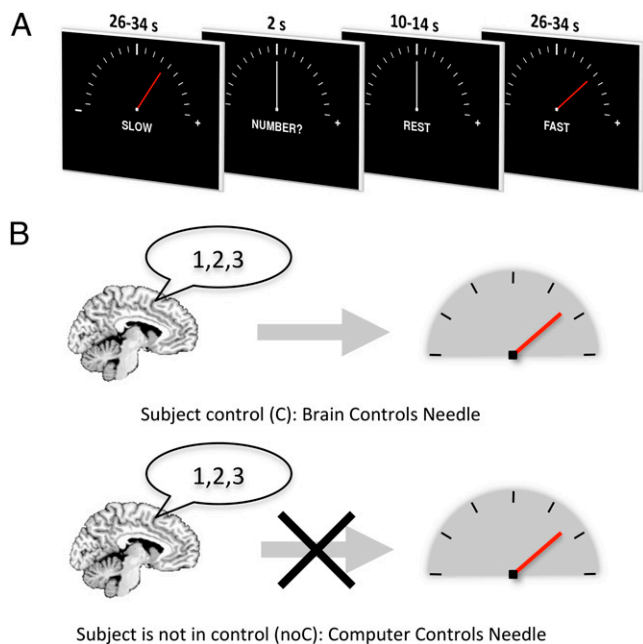 A
26-34 s 2 s 10-14 s 26-34 s
- SLOW +
NUMBER? +
REST +
FAST +
B
1,2,3
Subject control (C): Brain Controls Needle
1,2,3
Subject is not in control (noC): Computer Controls Needle